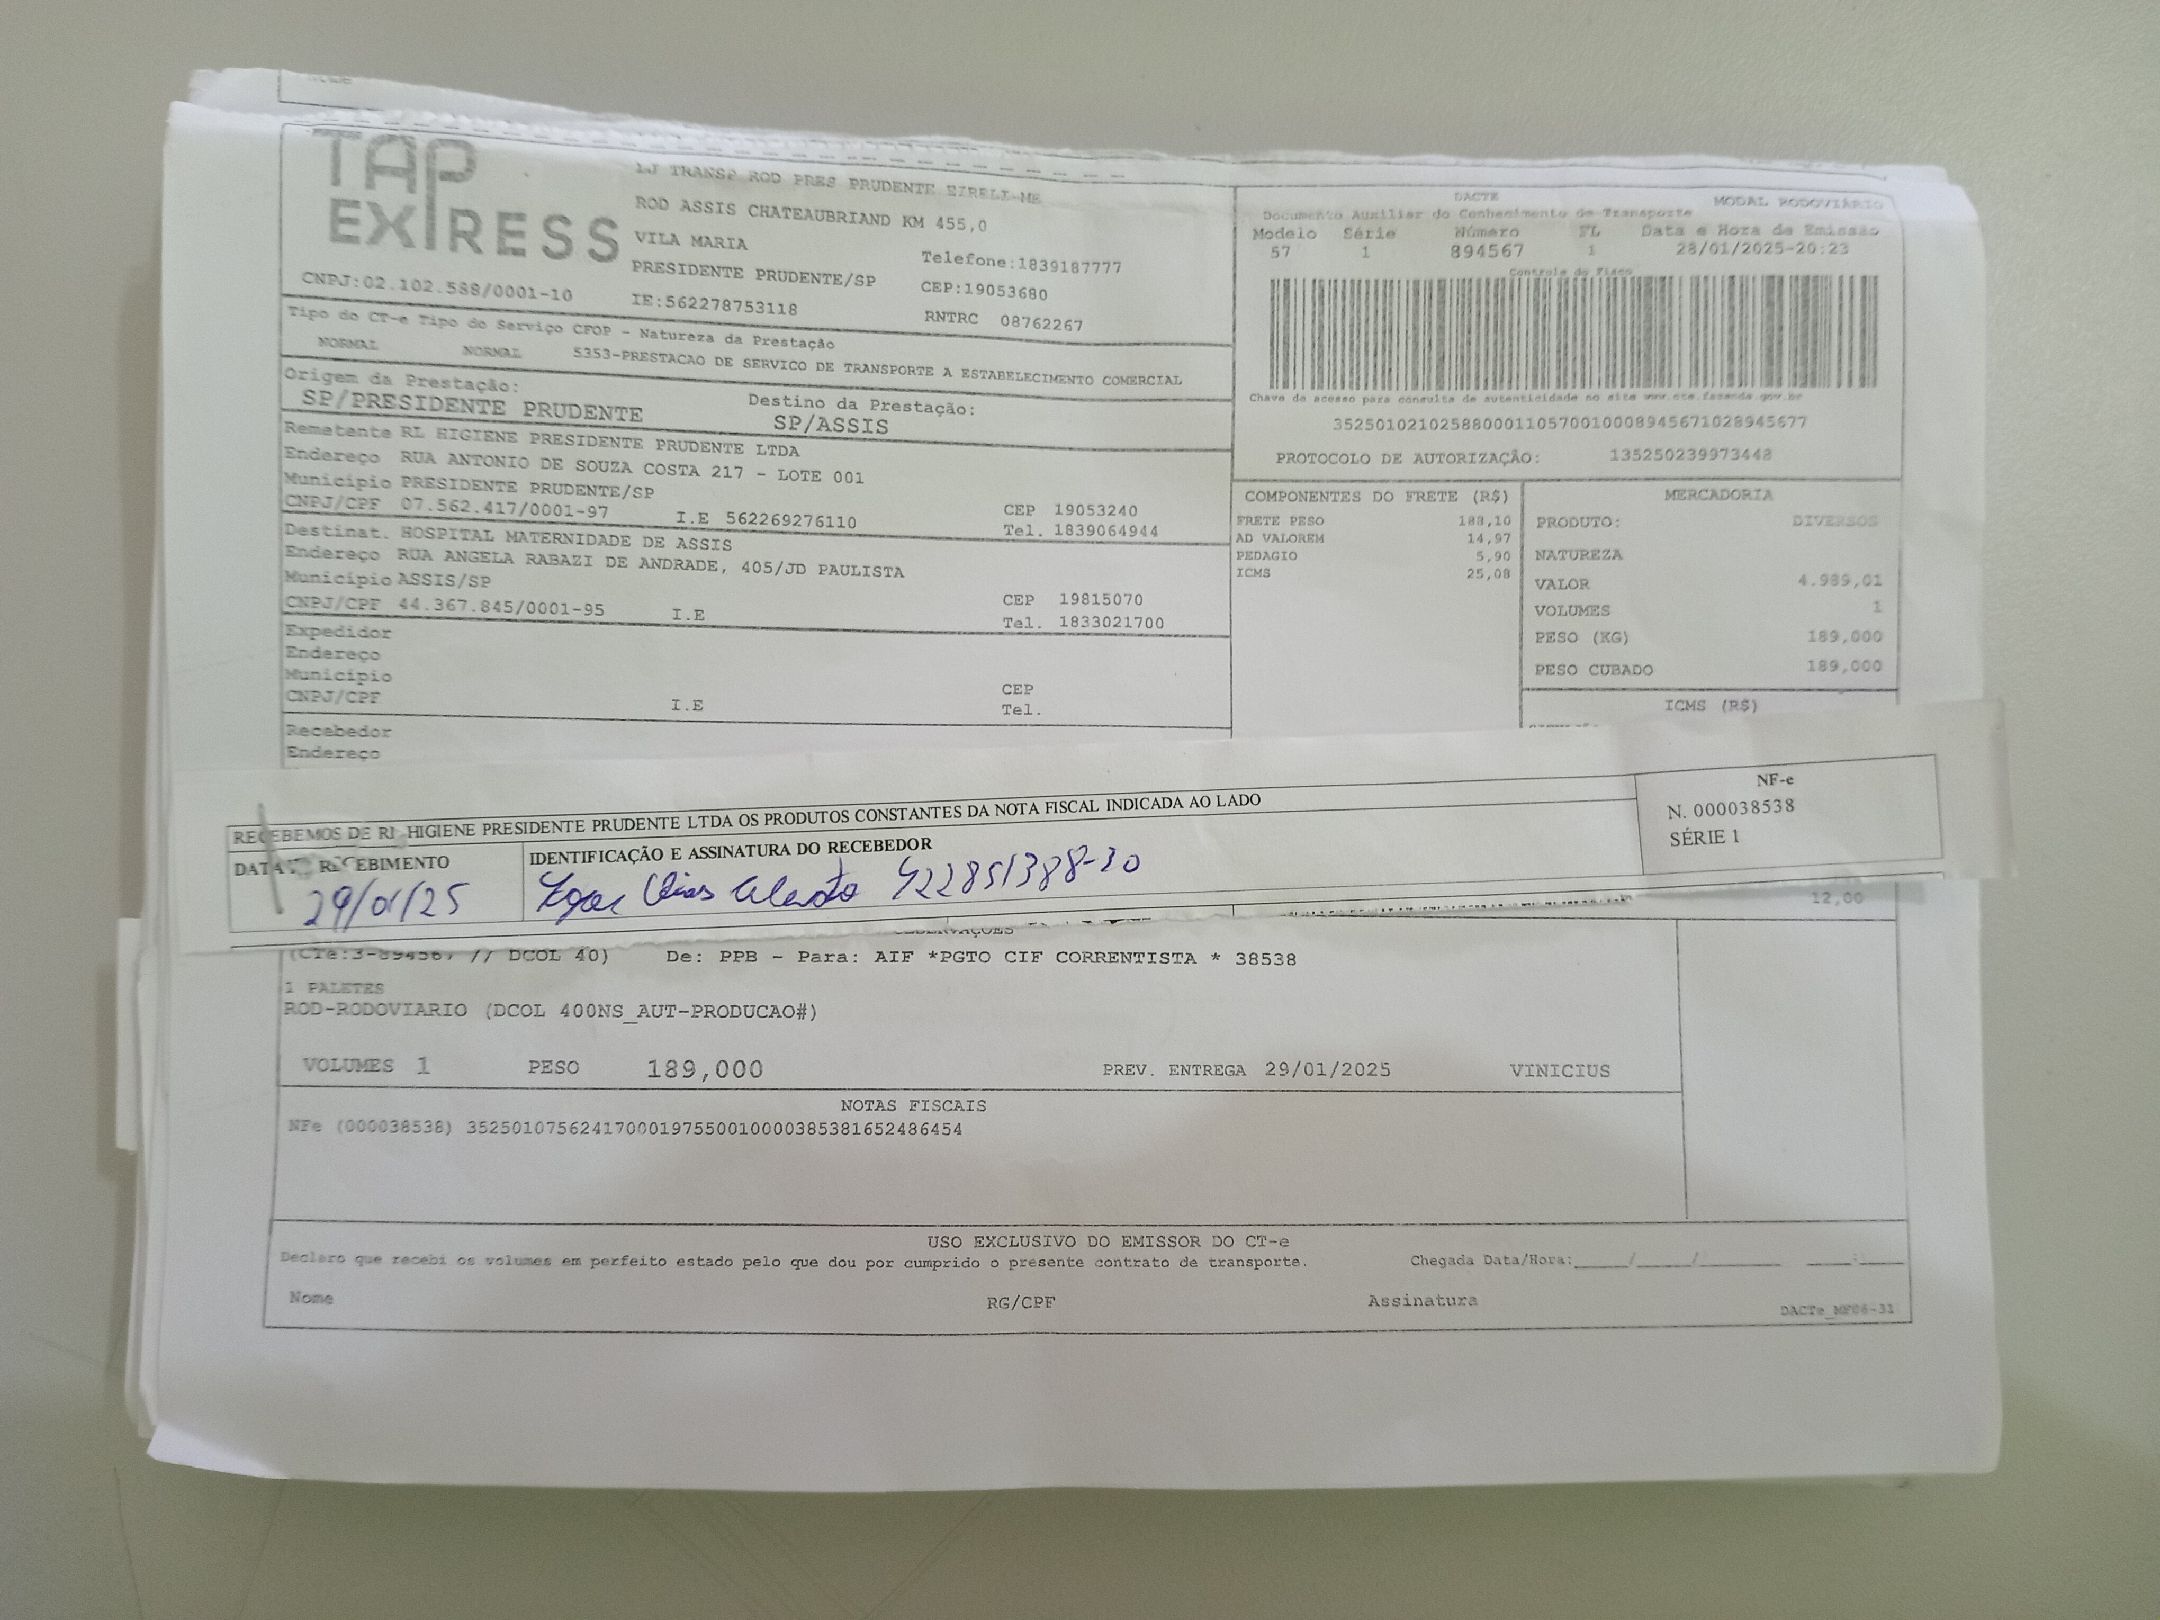 TAP
EXPRESS
LJ TRANSP ROD PRES PRUDENTE EIRELI-ME
ROD ASSIS CHATEAUBRIAND KM 455,0
VILA MARIA
Telefone:1839187777
PRESIDENTE PRUDENTE/SP
CEP:19053680
CNPJ:02.102.588/0001-10
IE:562278753118
RNTRC 08762267
DACTE
MODAL RODOVIÁRIO
Documento Auxiliar do Conhecimento de Transporte
Modelo Série Número FL Data e Hora de Emissão
57 1 894567 1 28/01/2025-20:23
Controle do Fisco
Chave de acesso para consulta de autenticidade no site www.cte.fazenda.gov.br
35250102102588000110570010008945671028945677
PROTOCOLO DE AUTORIZAÇÃO: 135250239973448
Tipo do CT-e Tipo do Serviço CFOP - Natureza da Prestação
NORMAL NORMAL 5353-PRESTACAO DE SERVICO DE TRANSPORTE A ESTABELECIMENTO COMERCIAL
Origem da Prestação: Destino da Prestação:
SP/PRESIDENTE PRUDENTE SP/ASSIS
Remetente RL HIGIENE PRESIDENTE PRUDENTE LTDA
Endereço RUA ANTONIO DE SOUZA COSTA 217 - LOTE 001
Município PRESIDENTE PRUDENTE/SP CEP 19053240
CNPJ/CPF 07.562.417/0001-97 I.E 562269276110 Tel. 1839064944
Destinat. HOSPITAL MATERNIDADE DE ASSIS
Endereço RUA ANGELA RABAZI DE ANDRADE, 405/JD PAULISTA
Município ASSIS/SP CEP 19815070
CNPJ/CPF 44.367.845/0001-95 I.E Tel. 1833021700
Expedidor
Endereço
Município CEP
CNPJ/CPF I.E Tel.
Recebedor
Endereço
COMPONENTES DO FRETE (R$)
FRETE PESO 188,10
AD VALOREM 14,97
PEDAGIO 5,90
ICMS 25,08
MERCADORIA
PRODUTO: DIVERSOS
NATUREZA
VALOR 4.989,01
VOLUMES 1
PESO (KG) 189,000
PESO CUBADO 189,000
ICMS (R$)
RECEBEMOS DE RL HIGIENE PRESIDENTE PRUDENTE LTDA OS PRODUTOS CONSTANTES DA NOTA FISCAL INDICADA AO LADO
NF-e
N. 000038538
SÉRIE 1
DATA RECEBIMENTO
29/01/25
IDENTIFICAÇÃO E ASSINATURA DO RECEBEDOR
12,00
// DCOL 40) De: PPB - Para: AIF *PGTO CIF CORRENTISTA * 38538
1 PALETES
ROD-RODOVIARIO (DCOL 400NS_AUT-PRODUCAO#)
VOLUMES 1 PESO 189,000 PREV. ENTREGA 29/01/2025 VINICIUS
NOTAS FISCAIS
NFe (000038538) 35250107562417000197550010000385381652486454
USO EXCLUSIVO DO EMISSOR DO CT-e
Declaro que recebi os volumes em perfeito estado pelo que dou por cumprido o presente contrato de transporte. Chegada Data/Hora:____/____/______ ____:____
Nome RG/CPF Assinatura